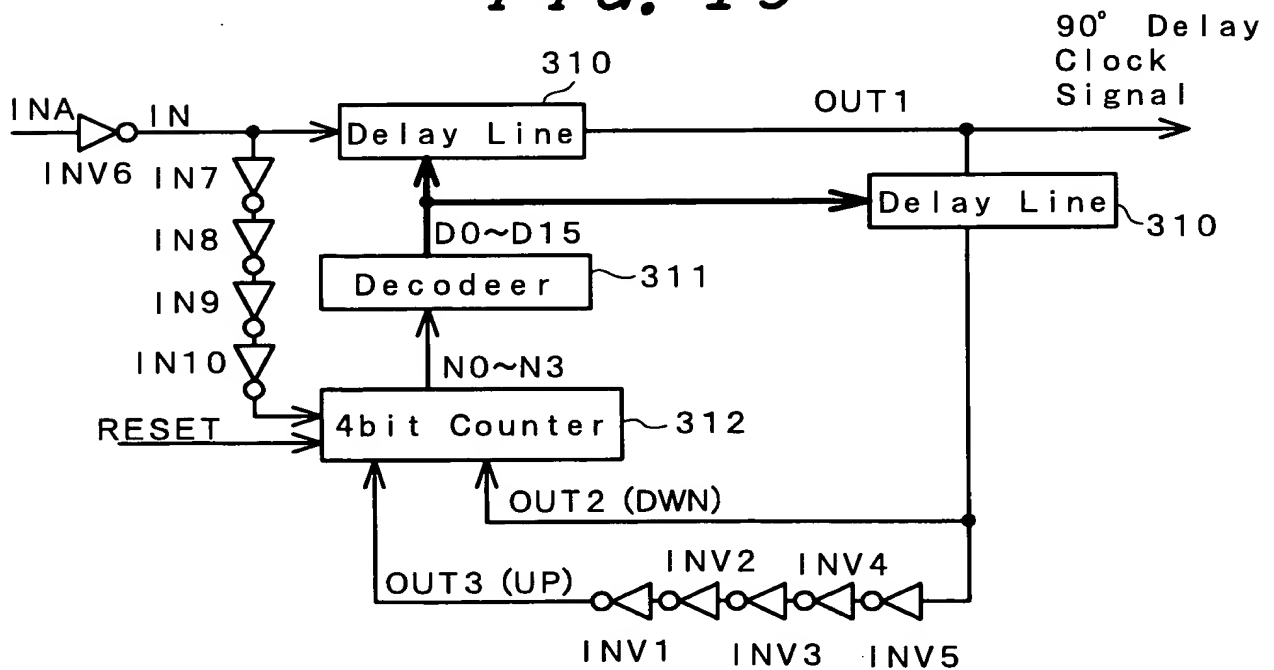 FIG. 19
90° Delay
Clock
Signal
310
OUT1
INA
IN
Delay Line
INV6
IN7
Delay Line
310
IN8
D0~D15
311
Decodeer
IN9
IN10
N0~N3
RESET
4bit Counter
312
OUT2 (DWN)
INV2
INV4
OUT3 (UP)
INV1
INV3
INV5